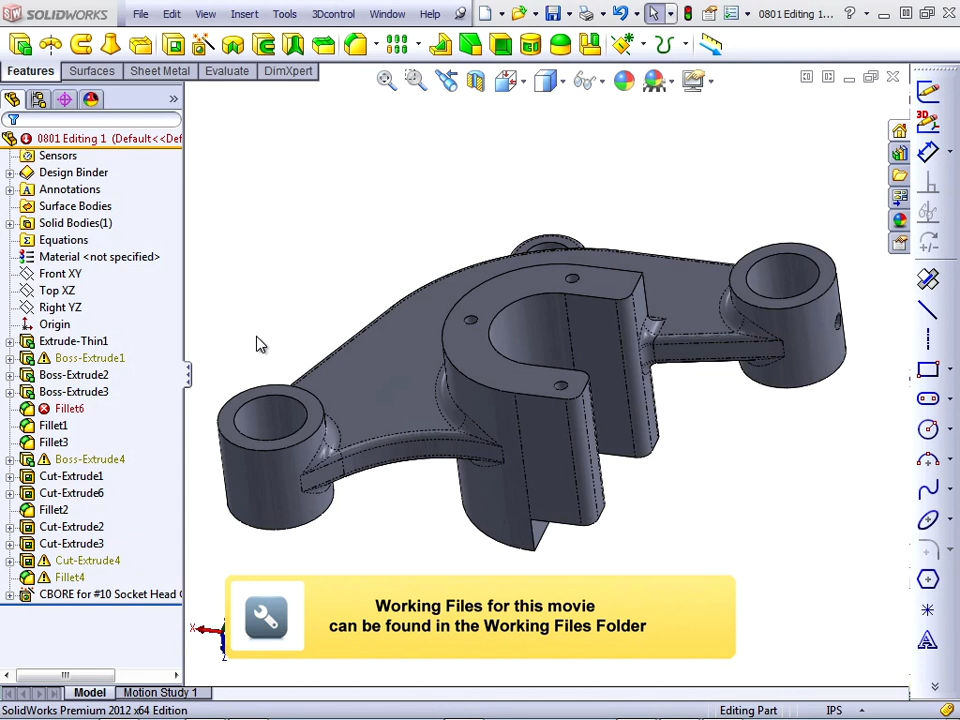 SOLIDWORKS File Edit View Insert Tools 3Dcontrol Window Help 0801 Editing 1... ?
Features Surfaces Sheet Metal Evaluate DimXpert
0801 Editing 1 (Default<<Def
Sensors
Design Binder
Annotations
Surface Bodies
Solid Bodies(1)
Equations
Material <not specified>
Front XY
Top XZ
Right YZ
Origin
Extrude-Thin1
Boss-Extrude1
Boss-Extrude2
Boss-Extrude3
Fillet6
Fillet1
Fillet3
Boss-Extrude4
Cut-Extrude1
Cut-Extrude6
Fillet2
Cut-Extrude2
Cut-Extrude3
Cut-Extrude4
Fillet4
CBORE for #10 Socket Head C
3D
Working Files for this movie
can be found in the Working Files Folder
X
Z
Model Motion Study 1
SolidWorks Premium 2012 x64 Edition Editing Part IPS